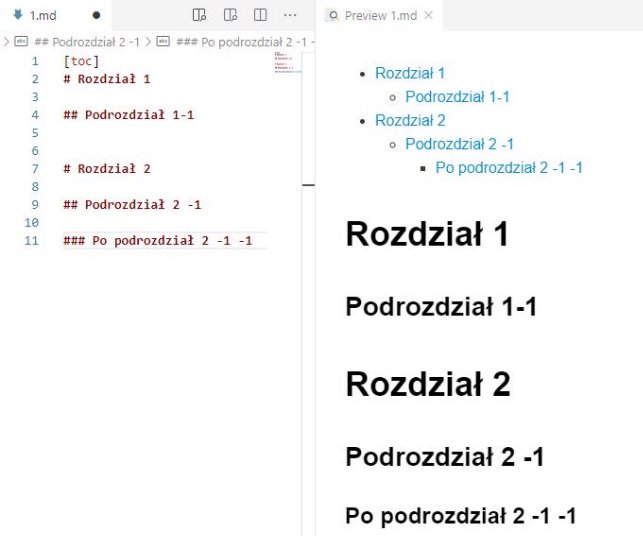 1.md
## Podrozdział 2 -1 > ### Po podrozdział 2 -1 -
1 [toc]
2 # Rozdział 1
3
4 ## Podrozdział 1-1
5
6
7 # Rozdział 2
8
9 ## Podrozdział 2 -1
10
11 ### Po podrozdział 2 -1 -1
Preview 1.md
Rozdział 1
Podrozdział 1-1
Rozdział 2
Podrozdział 2 -1
Po podrozdział 2 -1 -1
Rozdział 1
Podrozdział 1-1
Rozdział 2
Podrozdział 2 -1
Po podrozdział 2 -1 -1